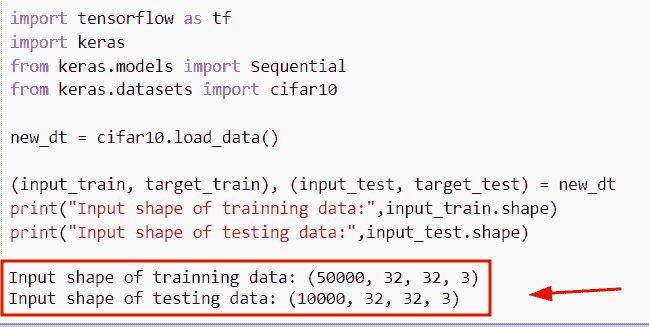 import tensorflow as tf
import keras
from keras.models import Sequential
from keras.datasets import cifar10
new_dt = cifar10.load_data()
(input_train, target_train), (input_test, target_test) = new_dt
print("Input shape of trainning data:",input_train.shape)
print("Input shape of testing data:",input_test.shape)
Input shape of trainning data: (50000, 32, 32, 3)
Input shape of testing data: (10000, 32, 32, 3)